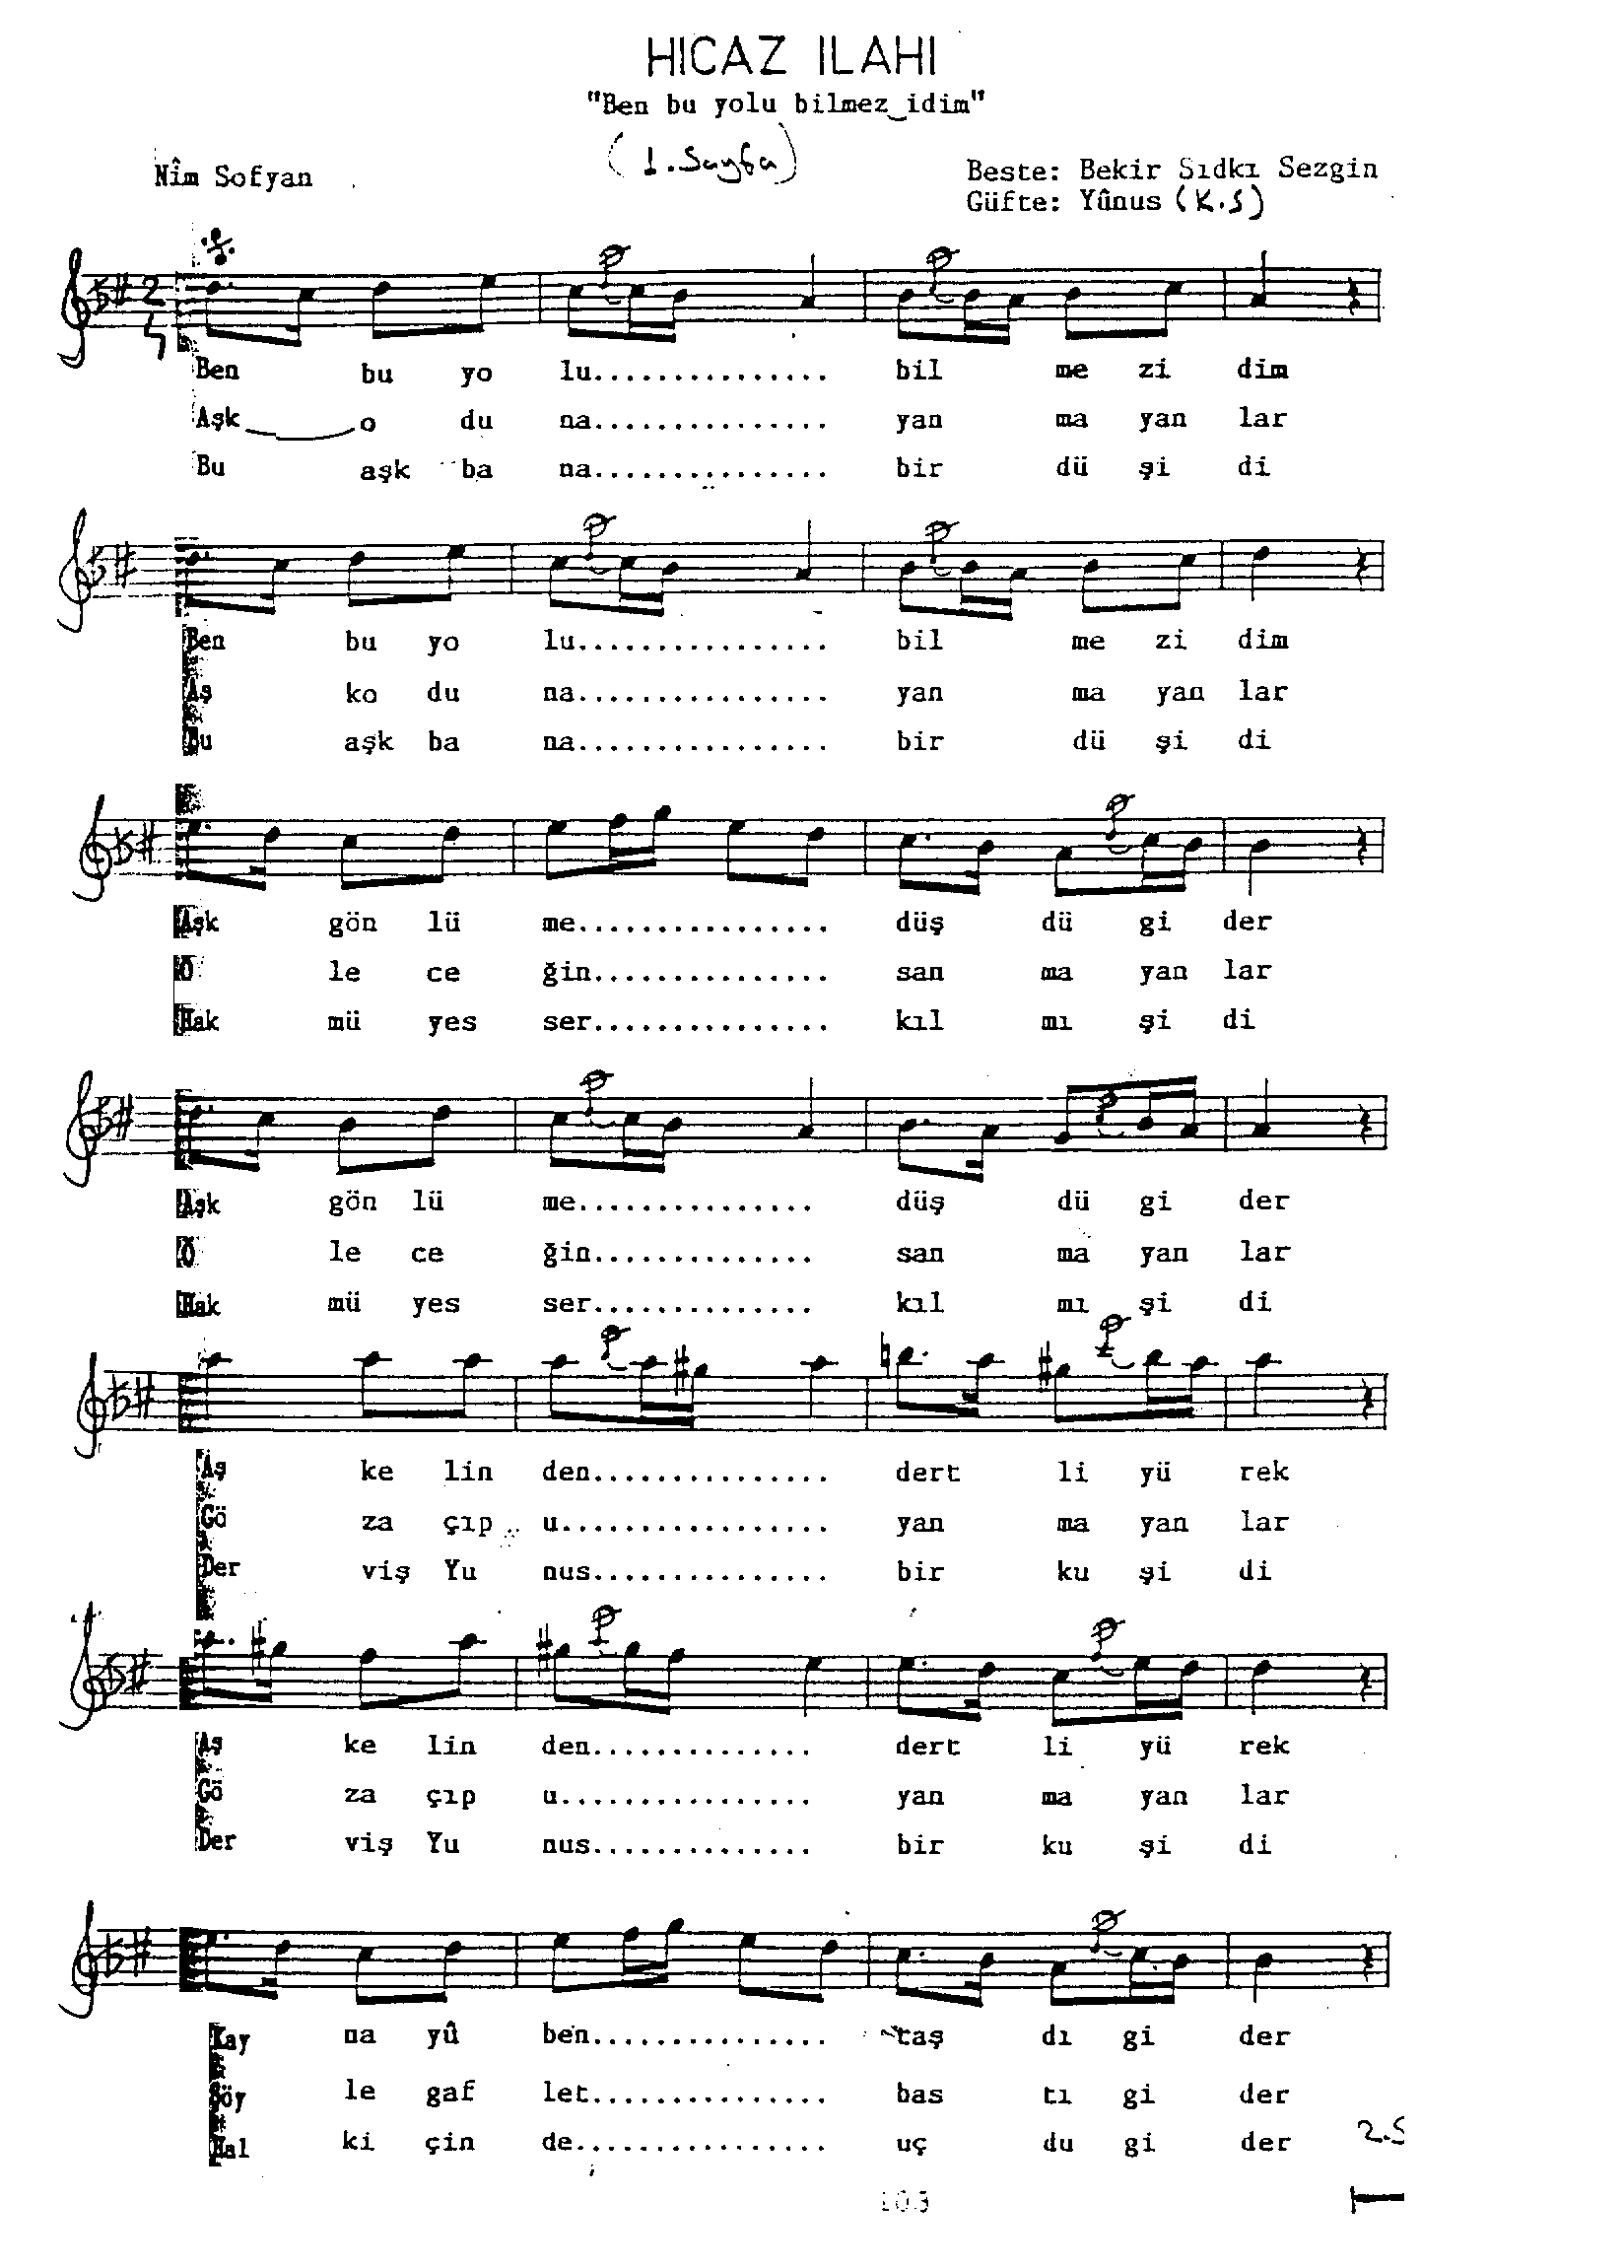 HICAZ ILAHI
"Ben bu yolu bilmez idim"
(1. Sayfa)
Nîm Sofyan
Beste: Bekir Sıdkı Sezgin
Güfte: Yûnus (K.S)
2
4
Ben bu yo lu............... bil me zi dim
Aşk o du na............... yan ma yan lar
Bu aşk ba na............... bir dü şi di
Ben bu yo lu................ bil me zi dim
Aş ko du na................ yan ma yan lar
Bu aşk ba na................ bir dü şi di
Aşk gön lü me................ düş dü gi der
Ö le ce ğin............... san ma yan lar
Hak mü yes ser............... kıl mı şi di
Aşk gön lü me............... düş dü gi der
Ö le ce ğin.............. san ma yan lar
Hak mü yes ser.............. kıl mı şi di
Aş ke lin den............... dert li yü rek
Gö za çıp u................. yan ma yan lar
Der viş Yu nus............... bir ku şi di
Aş ke lin den.............. dert li yü rek
Gö za çıp u................ yan ma yan lar
Der viş Yu nus.............. bir ku şi di
Kay na yû ben............... taş dı gi der
Söy le gaf let............... bas tı gi der
Hal ki çin de................ uç du gi der
2.S
103